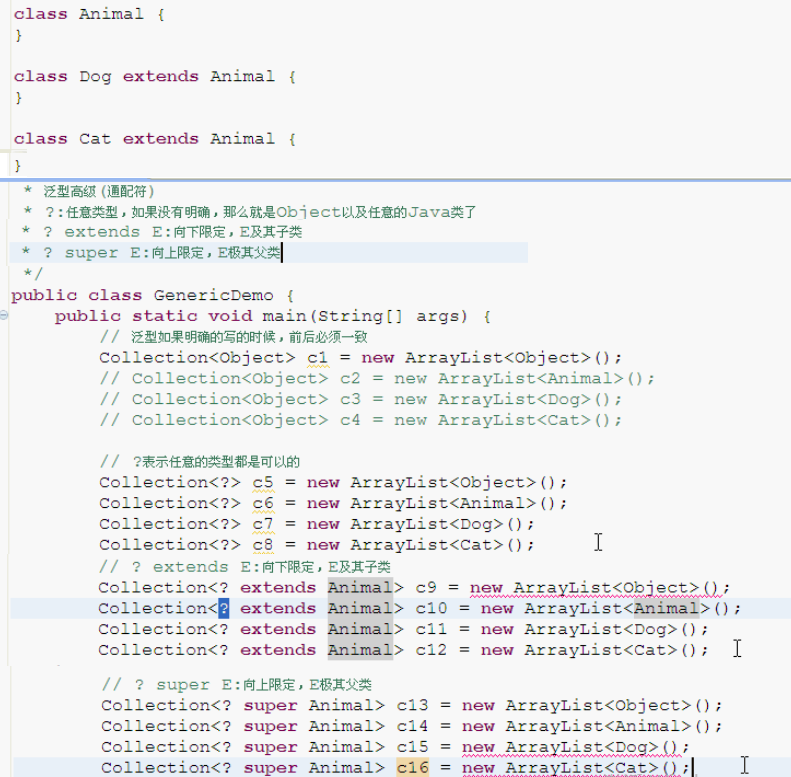 class Animal {
}
class Dog extends Animal {
}
class Cat extends Animal {
}
* 泛型高级(通配符)
* ?:任意类型,如果没有明确,那么就是Object以及任意的Java类了
* ? extends E:向下限定,E及其子类
* ? super E:向上限定,E极其父类
*/
public class GenericDemo {
public static void main(String[] args) {
// 泛型如果明确的写的时候,前后必须一致
Collection<Object> c1 = new ArrayList<Object>();
// Collection<Object> c2 = new ArrayList<Animal>();
// Collection<Object> c3 = new ArrayList<Dog>();
// Collection<Object> c4 = new ArrayList<Cat>();
// ?表示任意的类型都是可以的
Collection<?> c5 = new ArrayList<Object>();
Collection<?> c6 = new ArrayList<Animal>();
Collection<?> c7 = new ArrayList<Dog>();
Collection<?> c8 = new ArrayList<Cat>();
// ? extends E:向下限定,E及其子类
Collection<? extends Animal> c9 = new ArrayList<Object>();
Collection<? extends Animal> c10 = new ArrayList<Animal>();
Collection<? extends Animal> c11 = new ArrayList<Dog>();
Collection<? extends Animal> c12 = new ArrayList<Cat>();
// ? super E:向上限定,E极其父类
Collection<? super Animal> c13 = new ArrayList<Object>();
Collection<? super Animal> c14 = new ArrayList<Animal>();
Collection<? super Animal> c15 = new ArrayList<Dog>();
Collection<? super Animal> c16 = new ArrayList<Cat>();